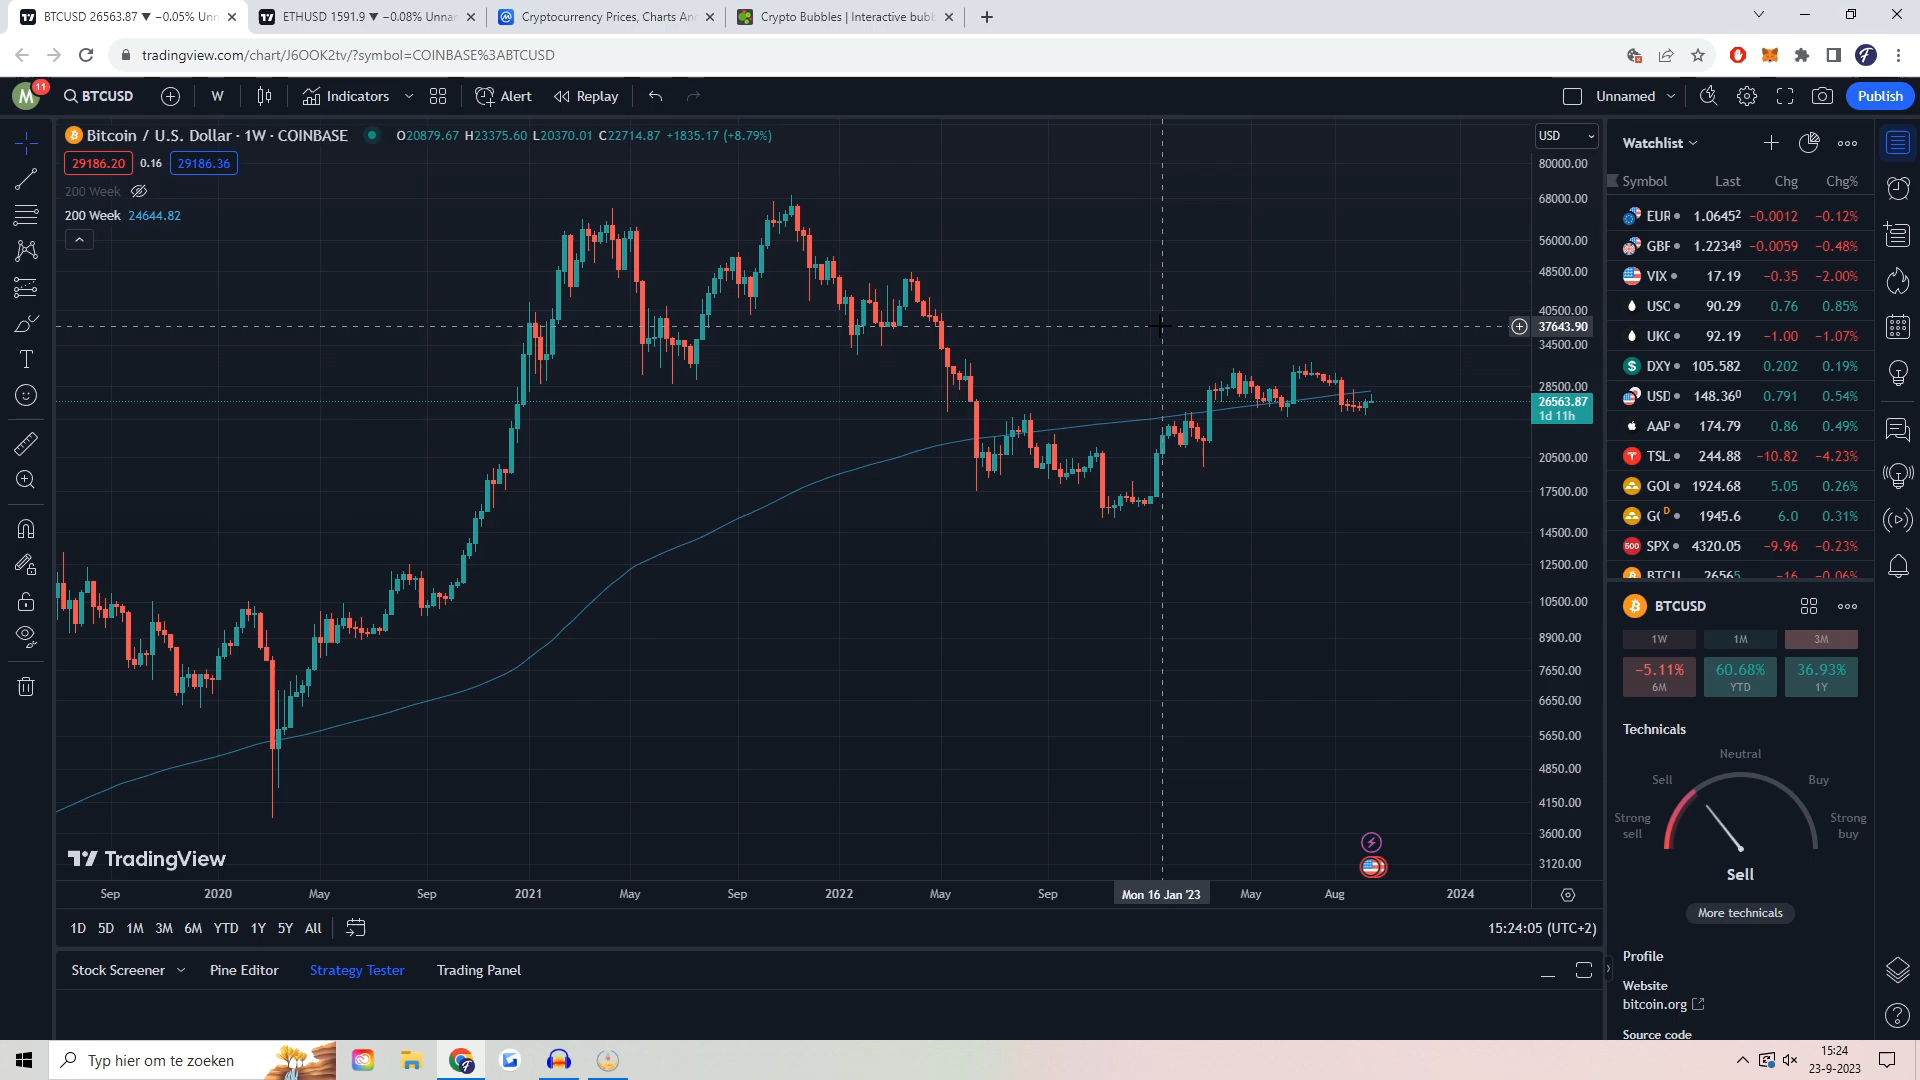 BTCUSD 26563.87 ▼ −0.05% Unn
ETHUSD 1591.9 ▼ −0.08% Unnar
Cryptocurrency Prices, Charts An
Crypto Bubbles | Interactive bubb
tradingview.com/chart/J6OOK2tv/?symbol=COINBASE%3ABTCUSD
M 11 BTCUSD W Indicators Alert Replay Unnamed Publish
Bitcoin / U.S. Dollar · 1W · COINBASE O20879.67 H23375.60 L20370.01 C22714.87 +1835.17 (+8.79%)
29186.20 0.16 29186.36
200 Week
200 Week 24644.82
USD
80000.00
68000.00
56000.00
48500.00
40500.00
37643.90
34500.00
28500.00
26563.87
1d 11h
20500.00
17500.00
14500.00
12500.00
10500.00
8900.00
7650.00
6650.00
5650.00
4850.00
4150.00
3600.00
3120.00
TradingView
Sep 2020 May Sep 2021 May Sep 2022 May Sep Mon 16 Jan '23 May Aug 2024
1D 5D 1M 3M 6M YTD 1Y 5Y All 15:24:05 (UTC+2)
Stock Screener Pine Editor Strategy Tester Trading Panel
Watchlist
Symbol Last Chg Chg%
EUR 1.06452 −0.0012 −0.12%
GBF 1.22348 −0.0059 −0.48%
VIX 17.19 −0.35 −2.00%
USC 90.29 0.76 0.85%
UKC 92.19 −1.00 −1.07%
DXY 105.582 0.202 0.19%
USD 148.360 0.791 0.54%
AAP 174.79 0.86 0.49%
TSL 244.88 −10.82 −4.23%
GOL 1924.68 5.05 0.26%
GC D 1945.6 6.0 0.31%
500 SPX 4320.05 −9.96 −0.23%
BTCU 26565 −16 −0.06%
BTCUSD
1W 1M 3M
−5.11% 60.68% 36.93%
6M YTD 1Y
Technicals
Neutral
Sell Buy
Strong sell Strong buy
Sell
More technicals
Profile
Website
bitcoin.org
Source code
Typ hier om te zoeken
15:24
23-9-2023